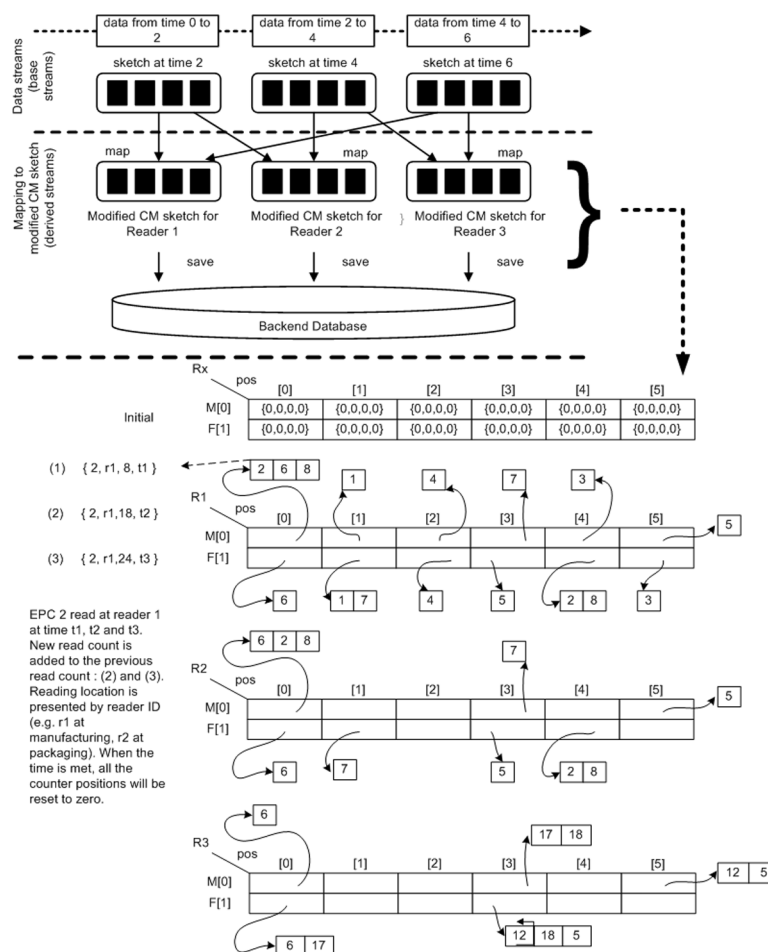 data from time 0 to 2
data from time 2 to 4
data from time 4 to 6
Data streams (base streams)
sketch at time 2
sketch at time 4
sketch at time 6
Mapping to modified CM sketch (derived streams)
map
map
map
Modified CM sketch for Reader 1
Modified CM sketch for Reader 2
}
Modified CM sketch for Reader 3
}
save
save
save
Backend Database
Rx
pos
[0] [1] [2] [3] [4] [5]
Initial
M[0] {0,0,0,0} {0,0,0,0} {0,0,0,0} {0,0,0,0} {0,0,0,0} {0,0,0,0}
F[1] {0,0,0,0} {0,0,0,0} {0,0,0,0} {0,0,0,0} {0,0,0,0} {0,0,0,0}
(1) { 2, r1, 8, t1 }
(2) { 2, r1,18, t2 }
(3) { 2, r1,24, t3 }
2 6 8
1
4
7
3
R1
pos
[0] [1] [2] [3] [4] [5]
M[0]
5
F[1]
6
1 7
4
5
2 8
3
EPC 2 read at reader 1
at time t1, t2 and t3.
New read count is
added to the previous
read count : (2) and (3).
Reading location is
presented by reader ID
(e.g. r1 at
manufacturing, r2 at
packaging). When the
time is met, all the
counter positions will be
reset to zero.
6 2 8
7
R2
pos
[0] [1] [2] [3] [4] [5]
M[0]
5
F[1]
6
7
5
2 8
6
17 18
R3
pos
[0] [1] [2] [3] [4] [5]
M[0]
12 5
F[1]
6 17
12 18 5